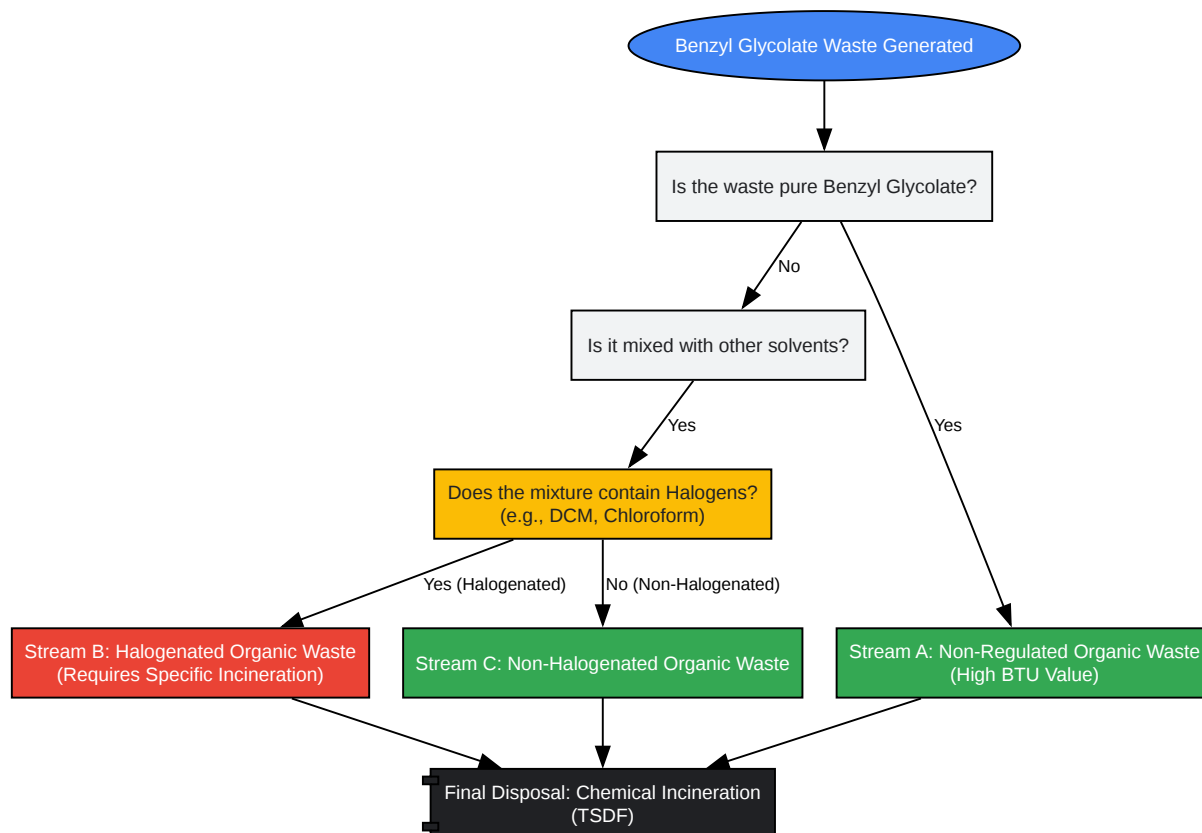 Benzyl Glycolate Waste Generated
Is the waste pure Benzyl Glycolate?
No
Is it mixed with other solvents?
Yes
Yes
Does the mixture contain Halogens?
(e.g., DCM, Chloroform)
Yes (Halogenated)
No (Non-Halogenated)
Stream B: Halogenated Organic Waste
(Requires Specific Incineration)
Stream C: Non-Halogenated Organic Waste
Stream A: Non-Regulated Organic Waste
(High BTU Value)
Final Disposal: Chemical Incineration
(TSDF)